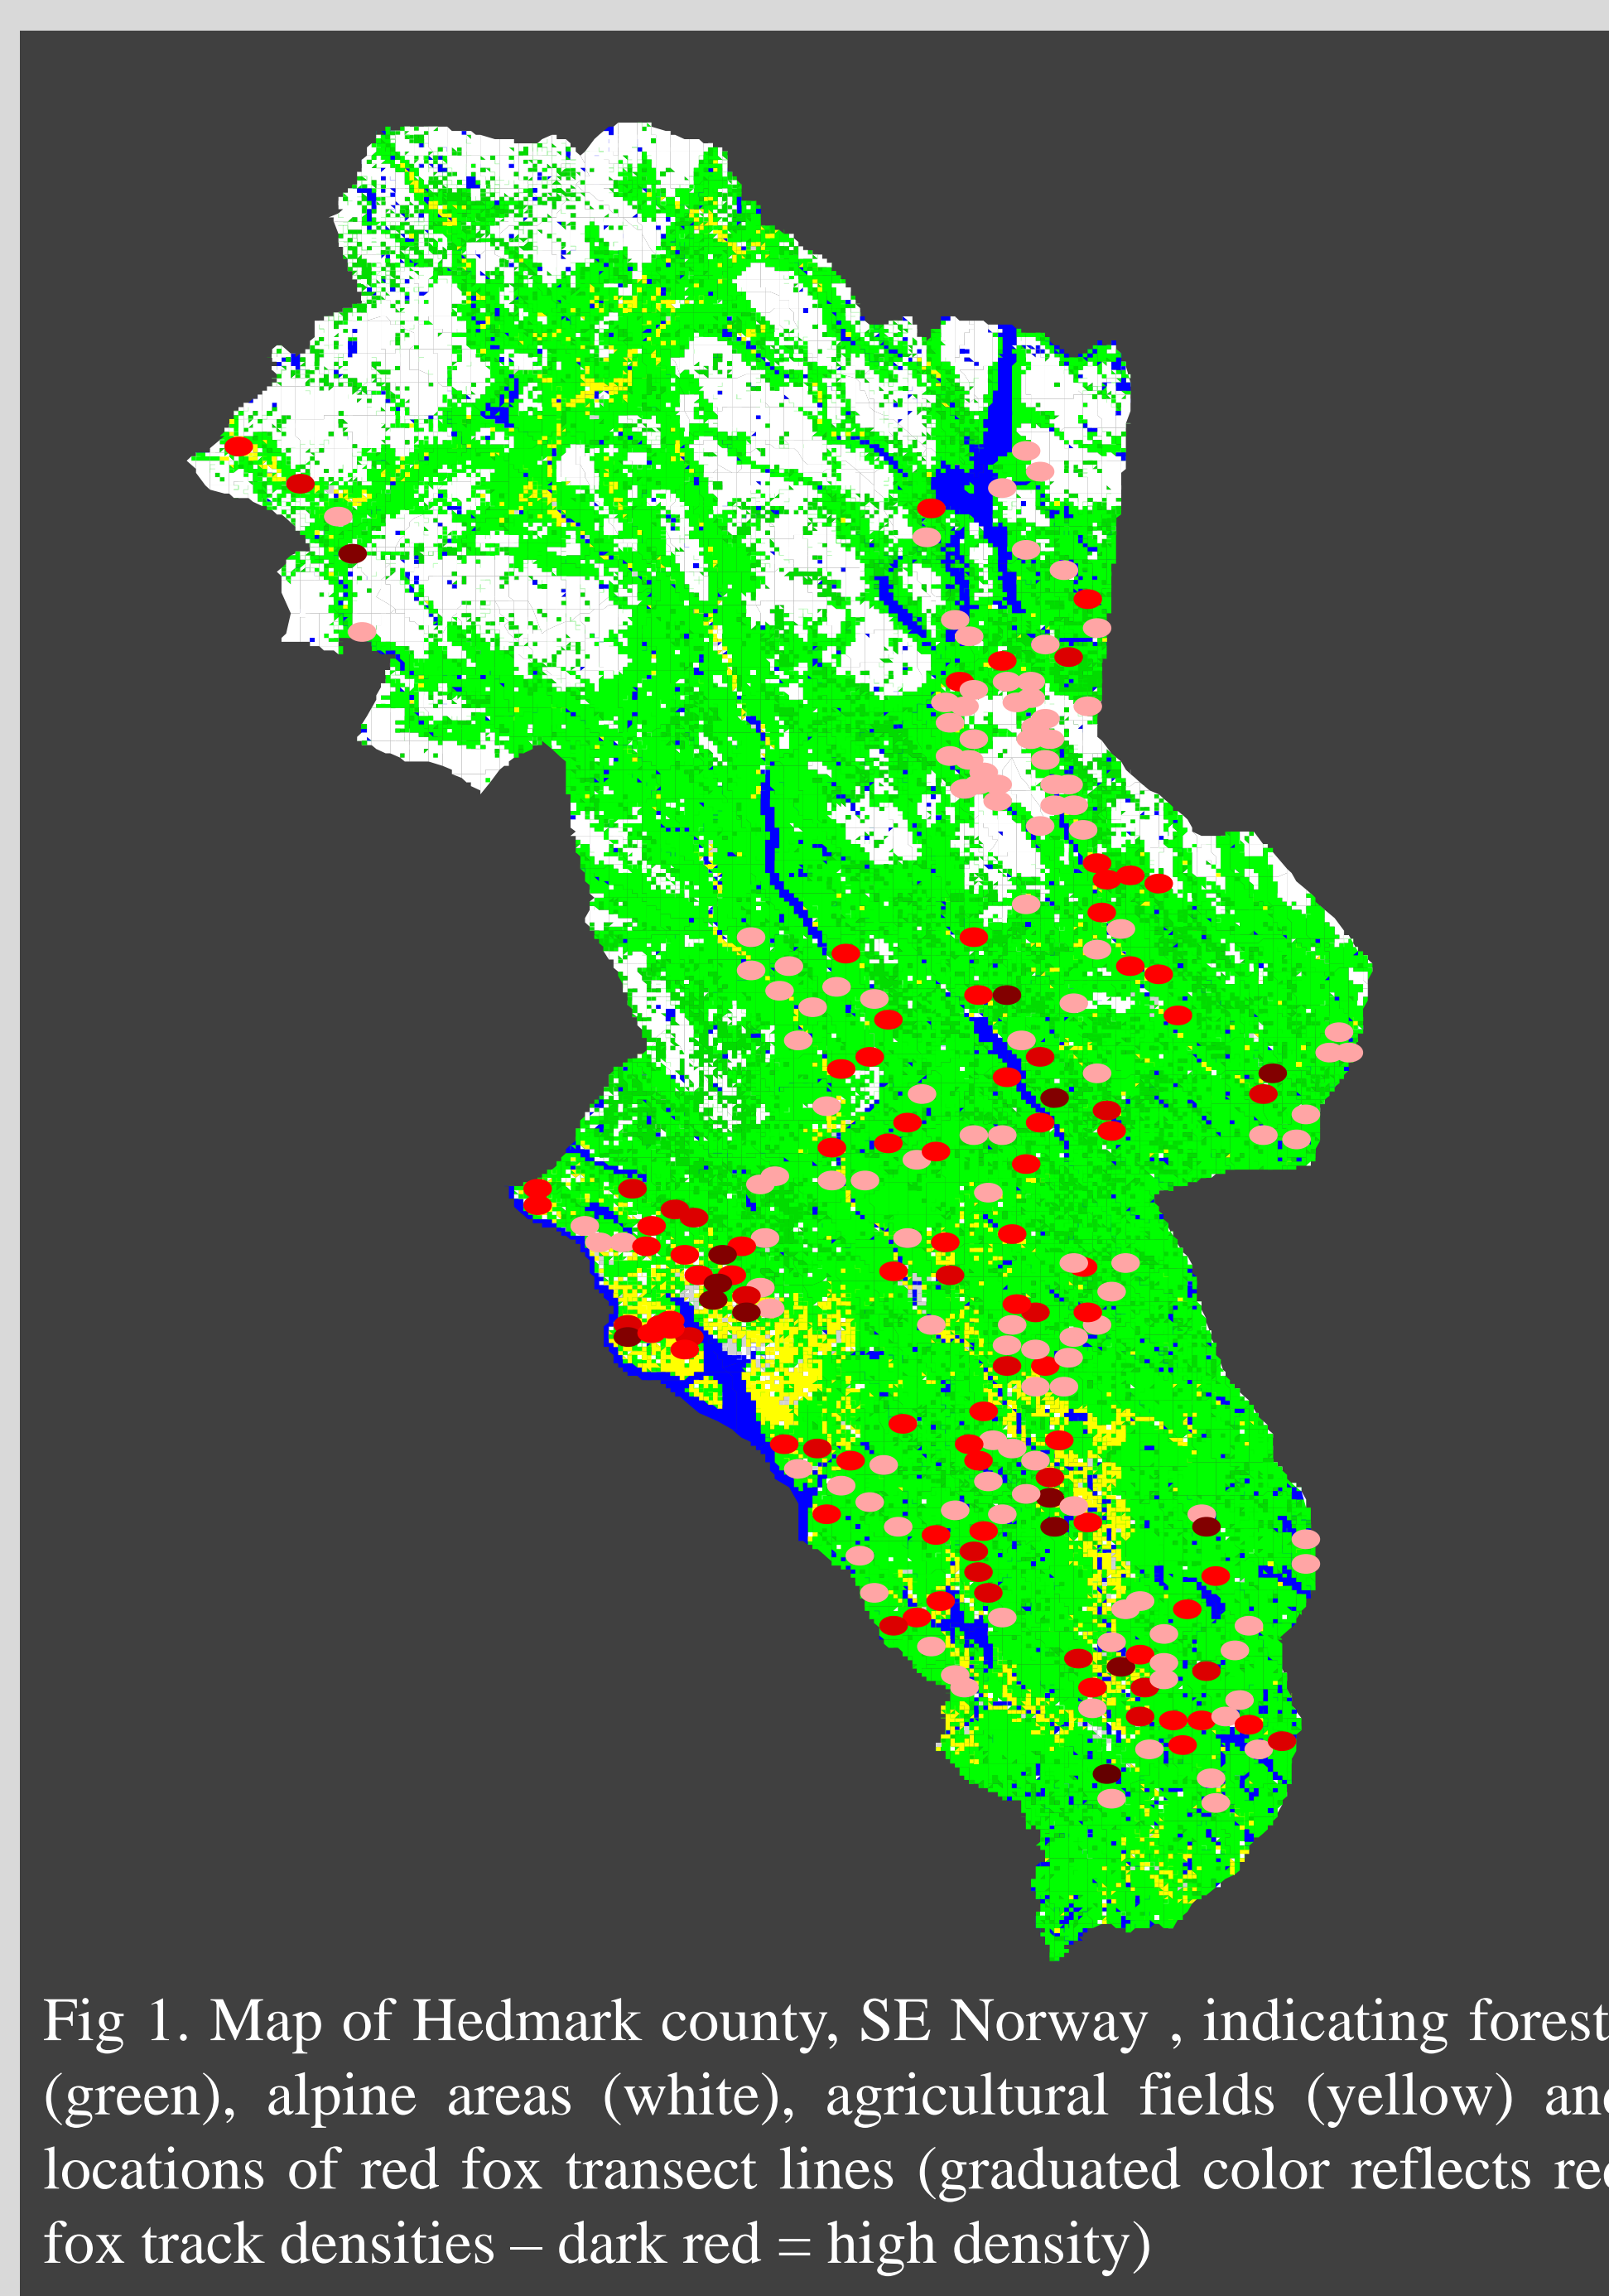 Fig 1. Map of Hedmark county, SE Norway , indicating forest
(green), alpine areas (white), agricultural fields (yellow) and
locations of red fox transect lines (graduated color reflects red
fox track densities – dark red = high density)